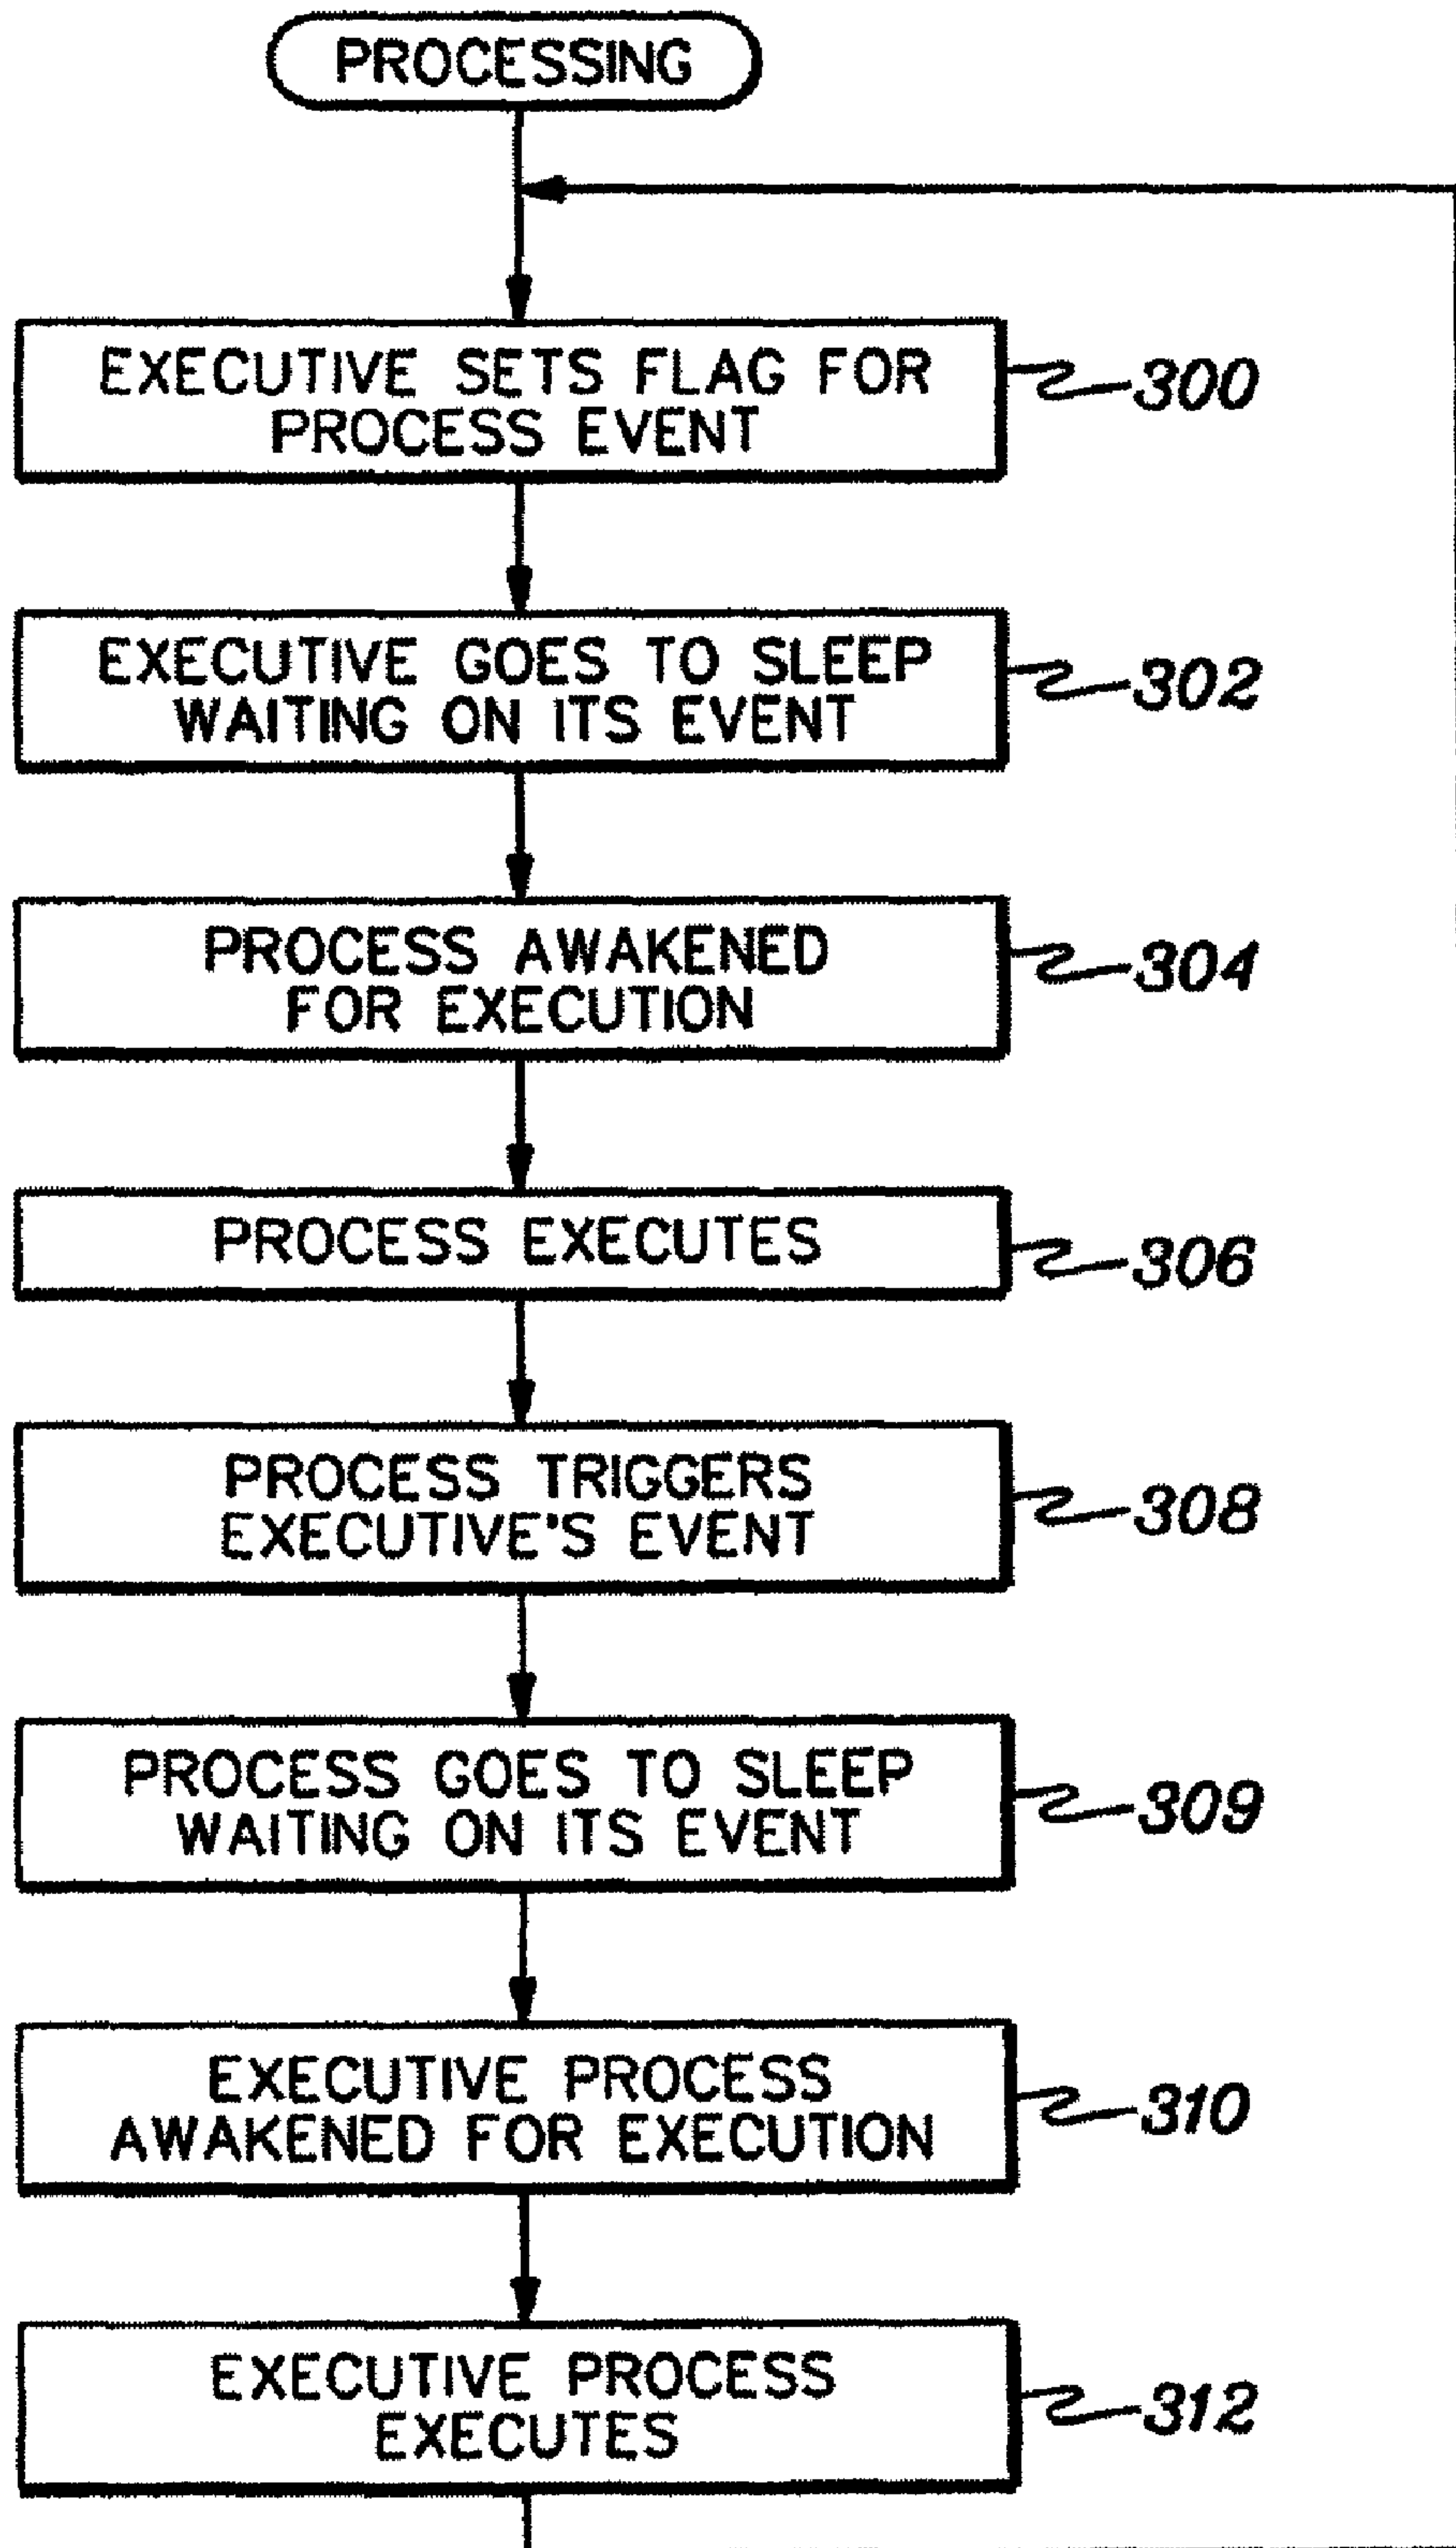 PROCESSING
EXECUTIVE SETS FLAG FOR
PROCESS EVENT
300
EXECUTIVE GOES TO SLEEP
WAITING ON ITS EVENT
302
PROCESS AWAKENED
FOR EXECUTION
304
PROCESS EXECUTES
306
PROCESS TRIGGERS
EXECUTIVE'S EVENT
308
PROCESS GOES TO SLEEP
WAITING ON ITS EVENT
309
EXECUTIVE PROCESS
AWAKENED FOR EXECUTION
310
EXECUTIVE PROCESS
EXECUTES
312